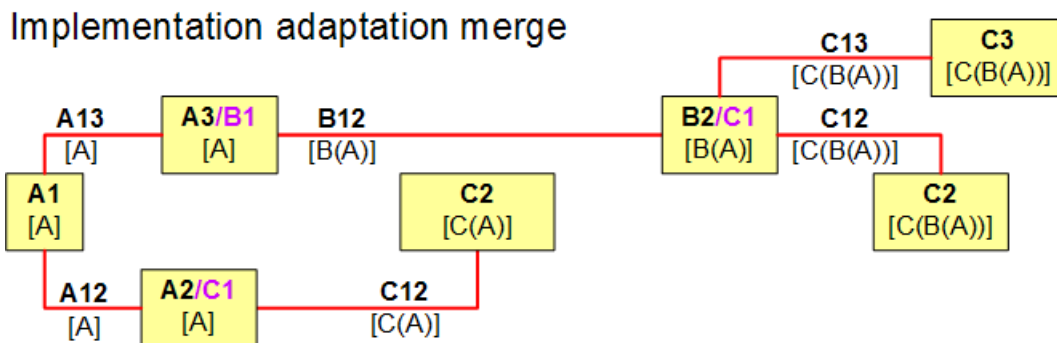 Implementation adaptation merge
C13
[C(B(A))]
C3
[C(B(A))]
A13
[A]
A3/B1
[A]
B12
[B(A)]
B2/C1
[B(A)]
C12
[C(B(A))]
A1
[A]
C2
[C(A)]
C2
[C(B(A))]
A12
[A]
A2/C1
[A]
C12
[C(A)]